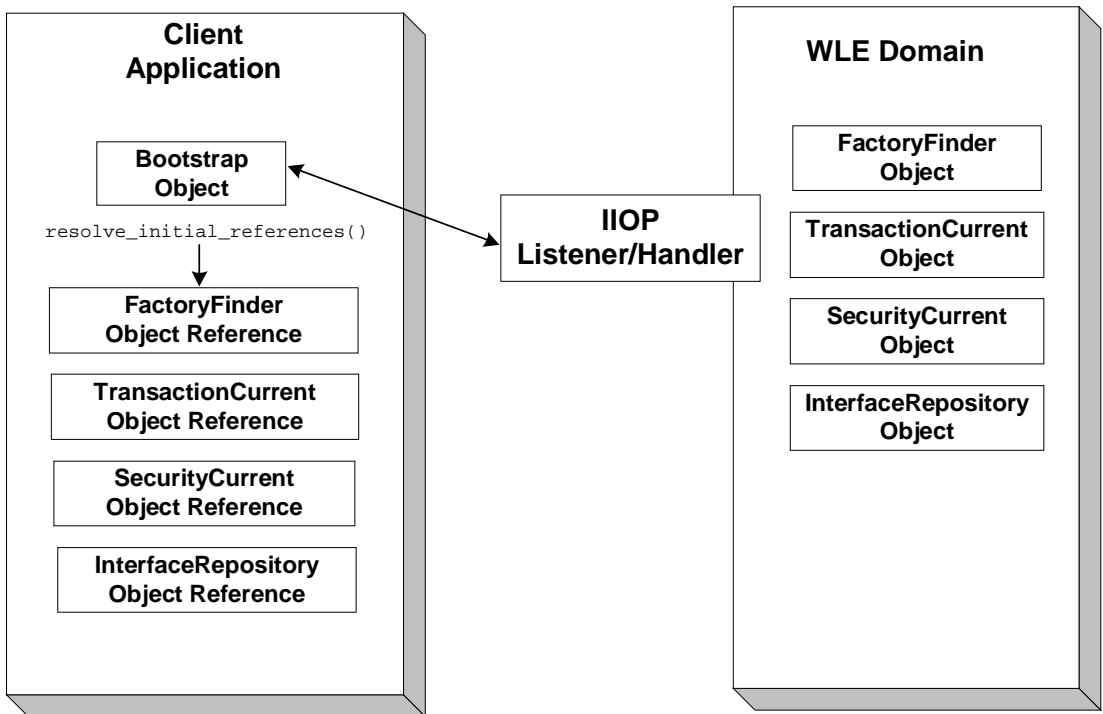 Client
Application
Bootstrap
Object
resolve_initial_references()
FactoryFinder
Object Reference
TransactionCurrent
Object Reference
SecurityCurrent
Object Reference
InterfaceRepository
Object Reference
IIOP
Listener/Handler
WLE Domain
FactoryFinder
Object
TransactionCurrent
Object
SecurityCurrent
Object
InterfaceRepository
Object